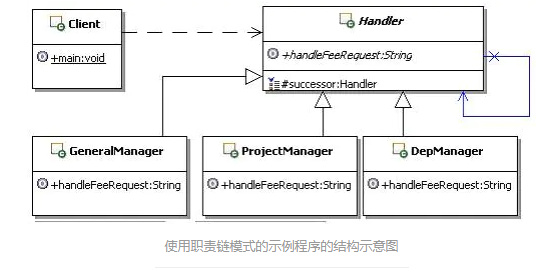 Client
+main:void
Handler
+handleFeeRequest:String
#successor:Handler
GeneralManager
+handleFeeRequest:String
ProjectManager
+handleFeeRequest:String
DepManager
+handleFeeRequest:String
使用职责链模式的示例程序的结构示意图